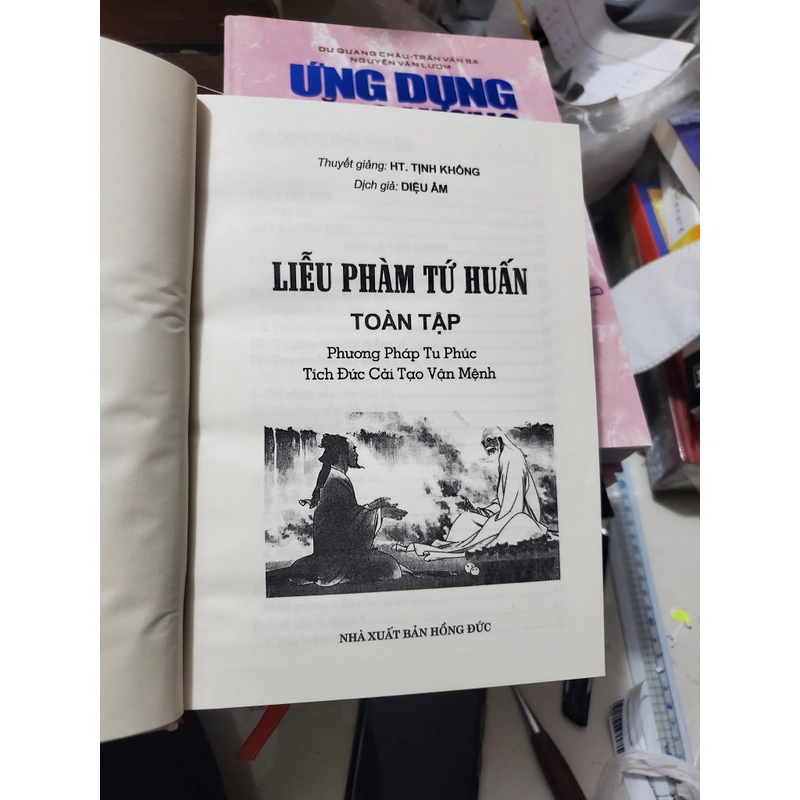 DƯ QUANG CHÂU-TRẦN VĂN BA
NGUYỄN VĂN LƯỢM
ỨNG DỤNG
Thuyết giảng: HT. TỊNH KHÔNG
Dịch giả: DIỆU ÂM
LIỄU PHÀM TỨ HUẤN
TOÀN TẬP
Phương Pháp Tu Phúc
Tích Đức Cải Tạo Vận Mệnh
NHÀ XUẤT BẢN HỒNG ĐỨC